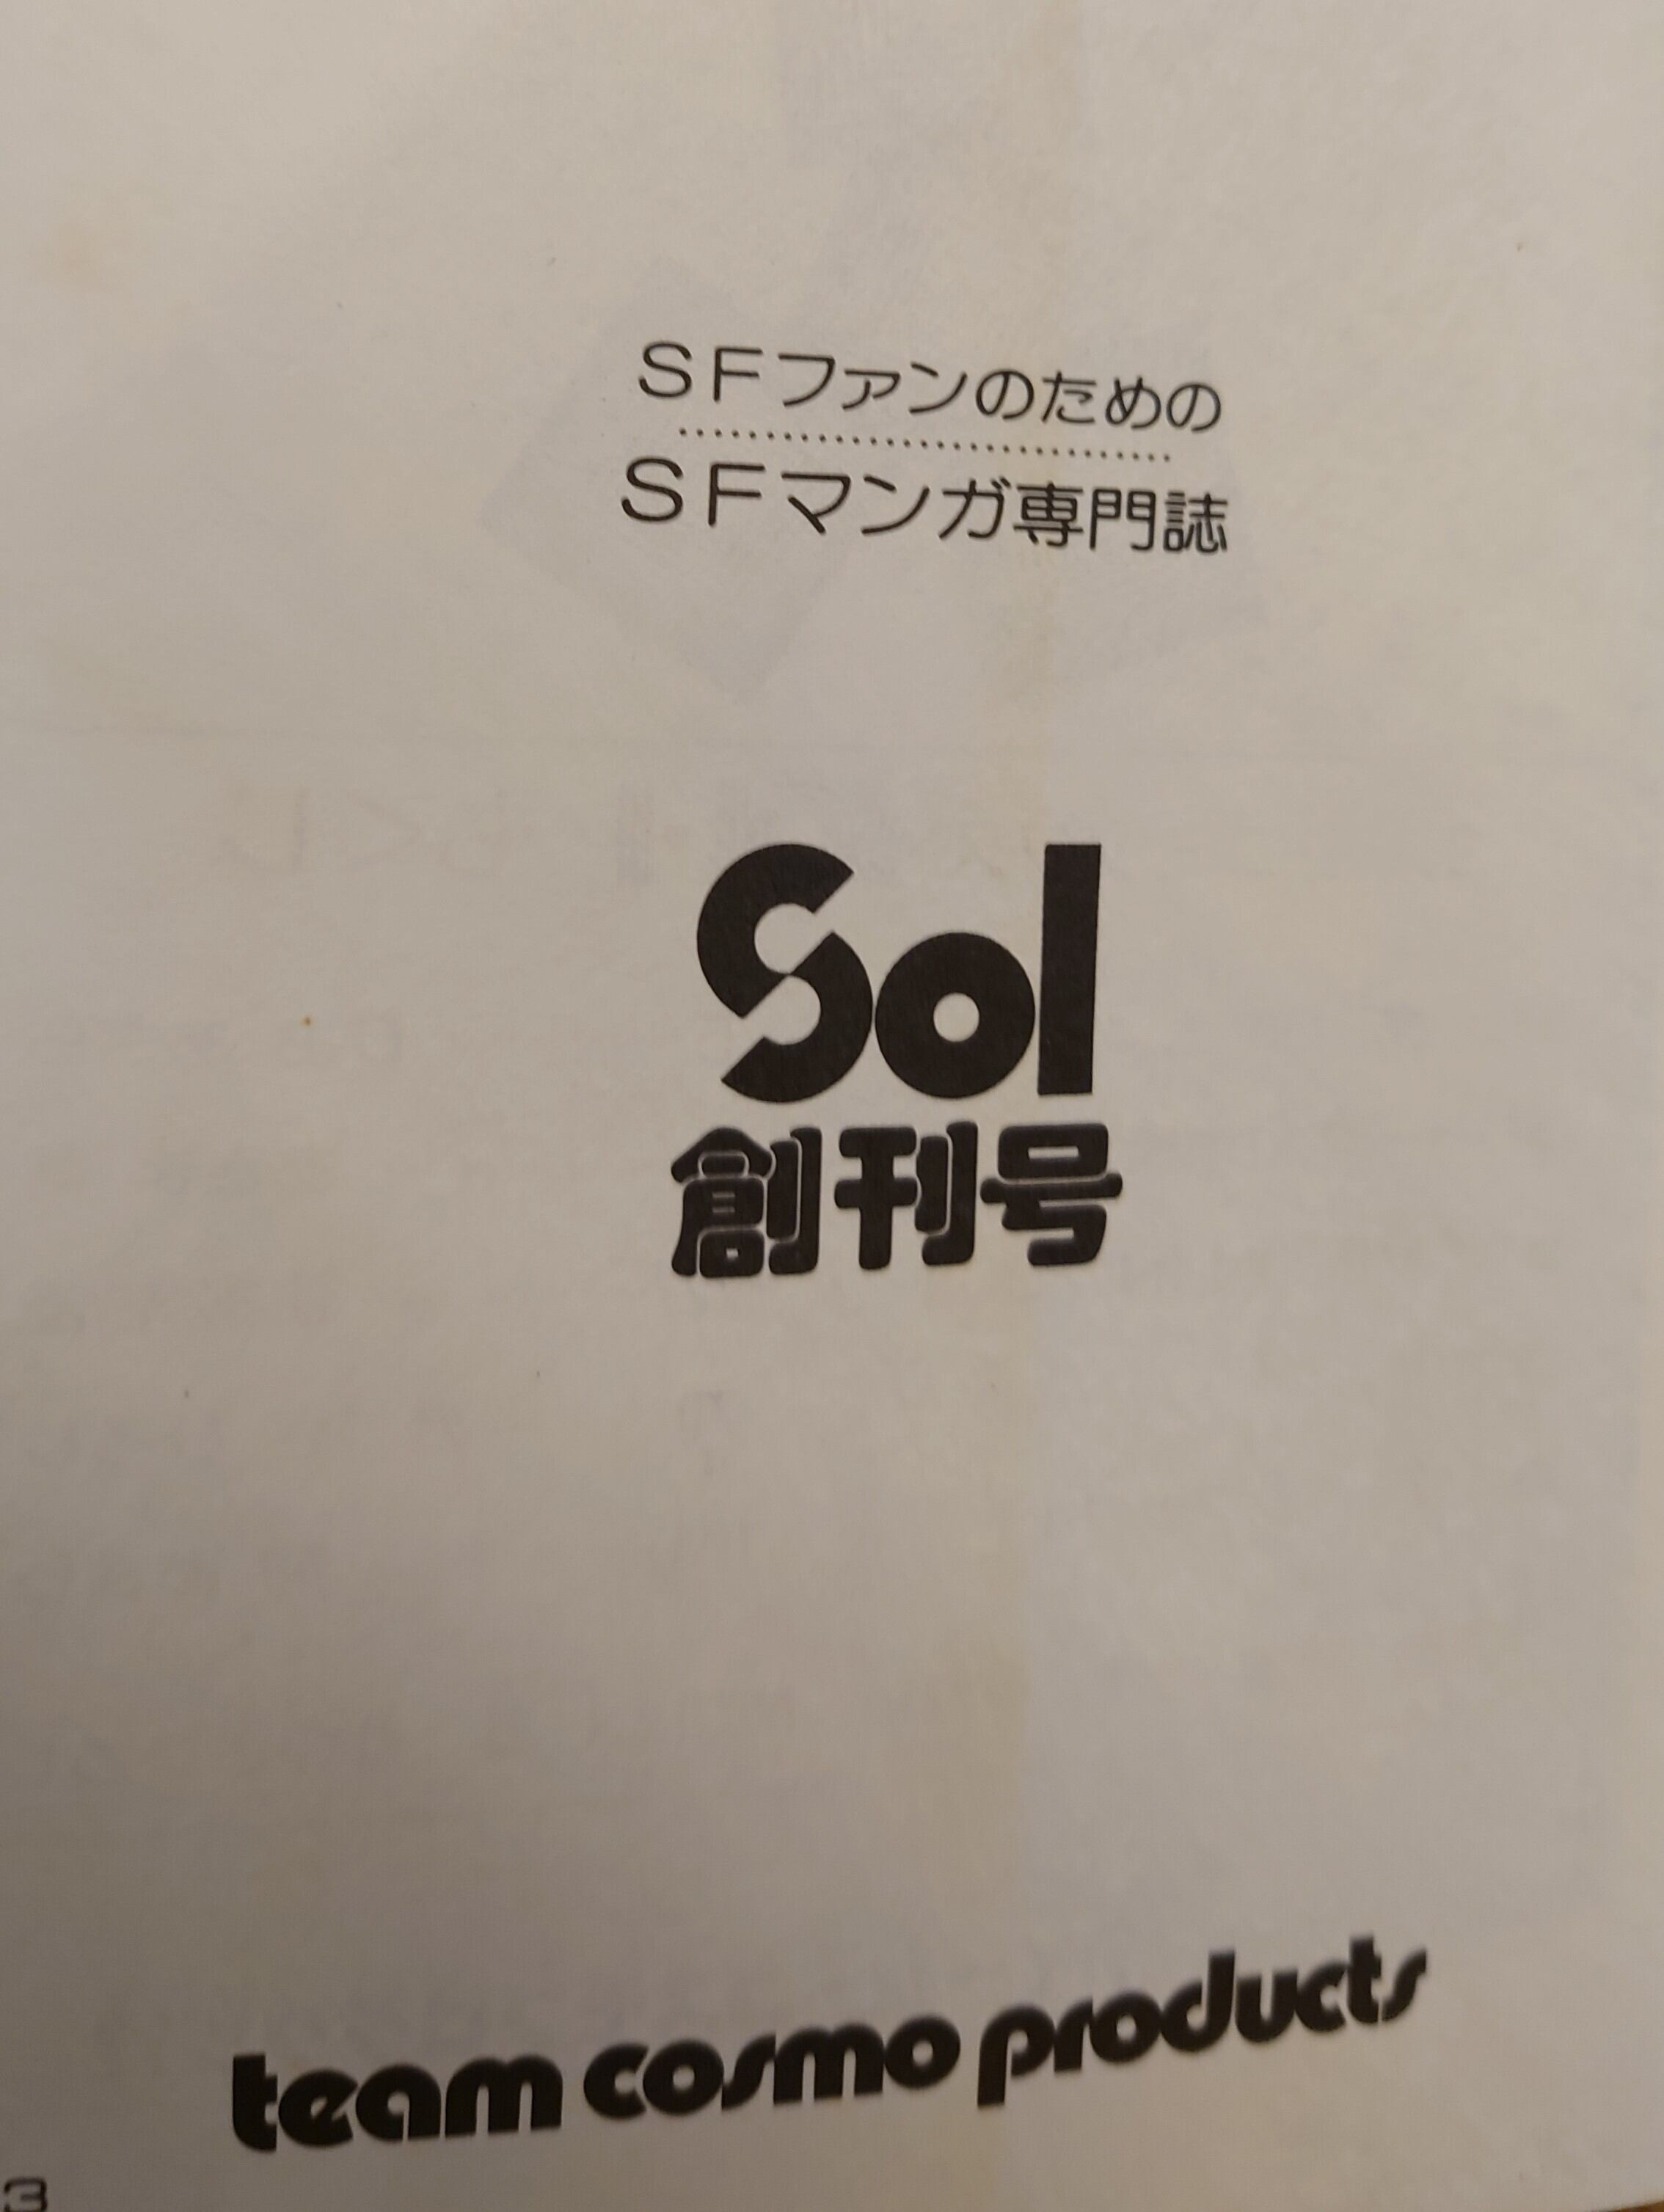 SFファンのための
SFマンガ専門誌
Sol
創刊号
team cosmo products
3